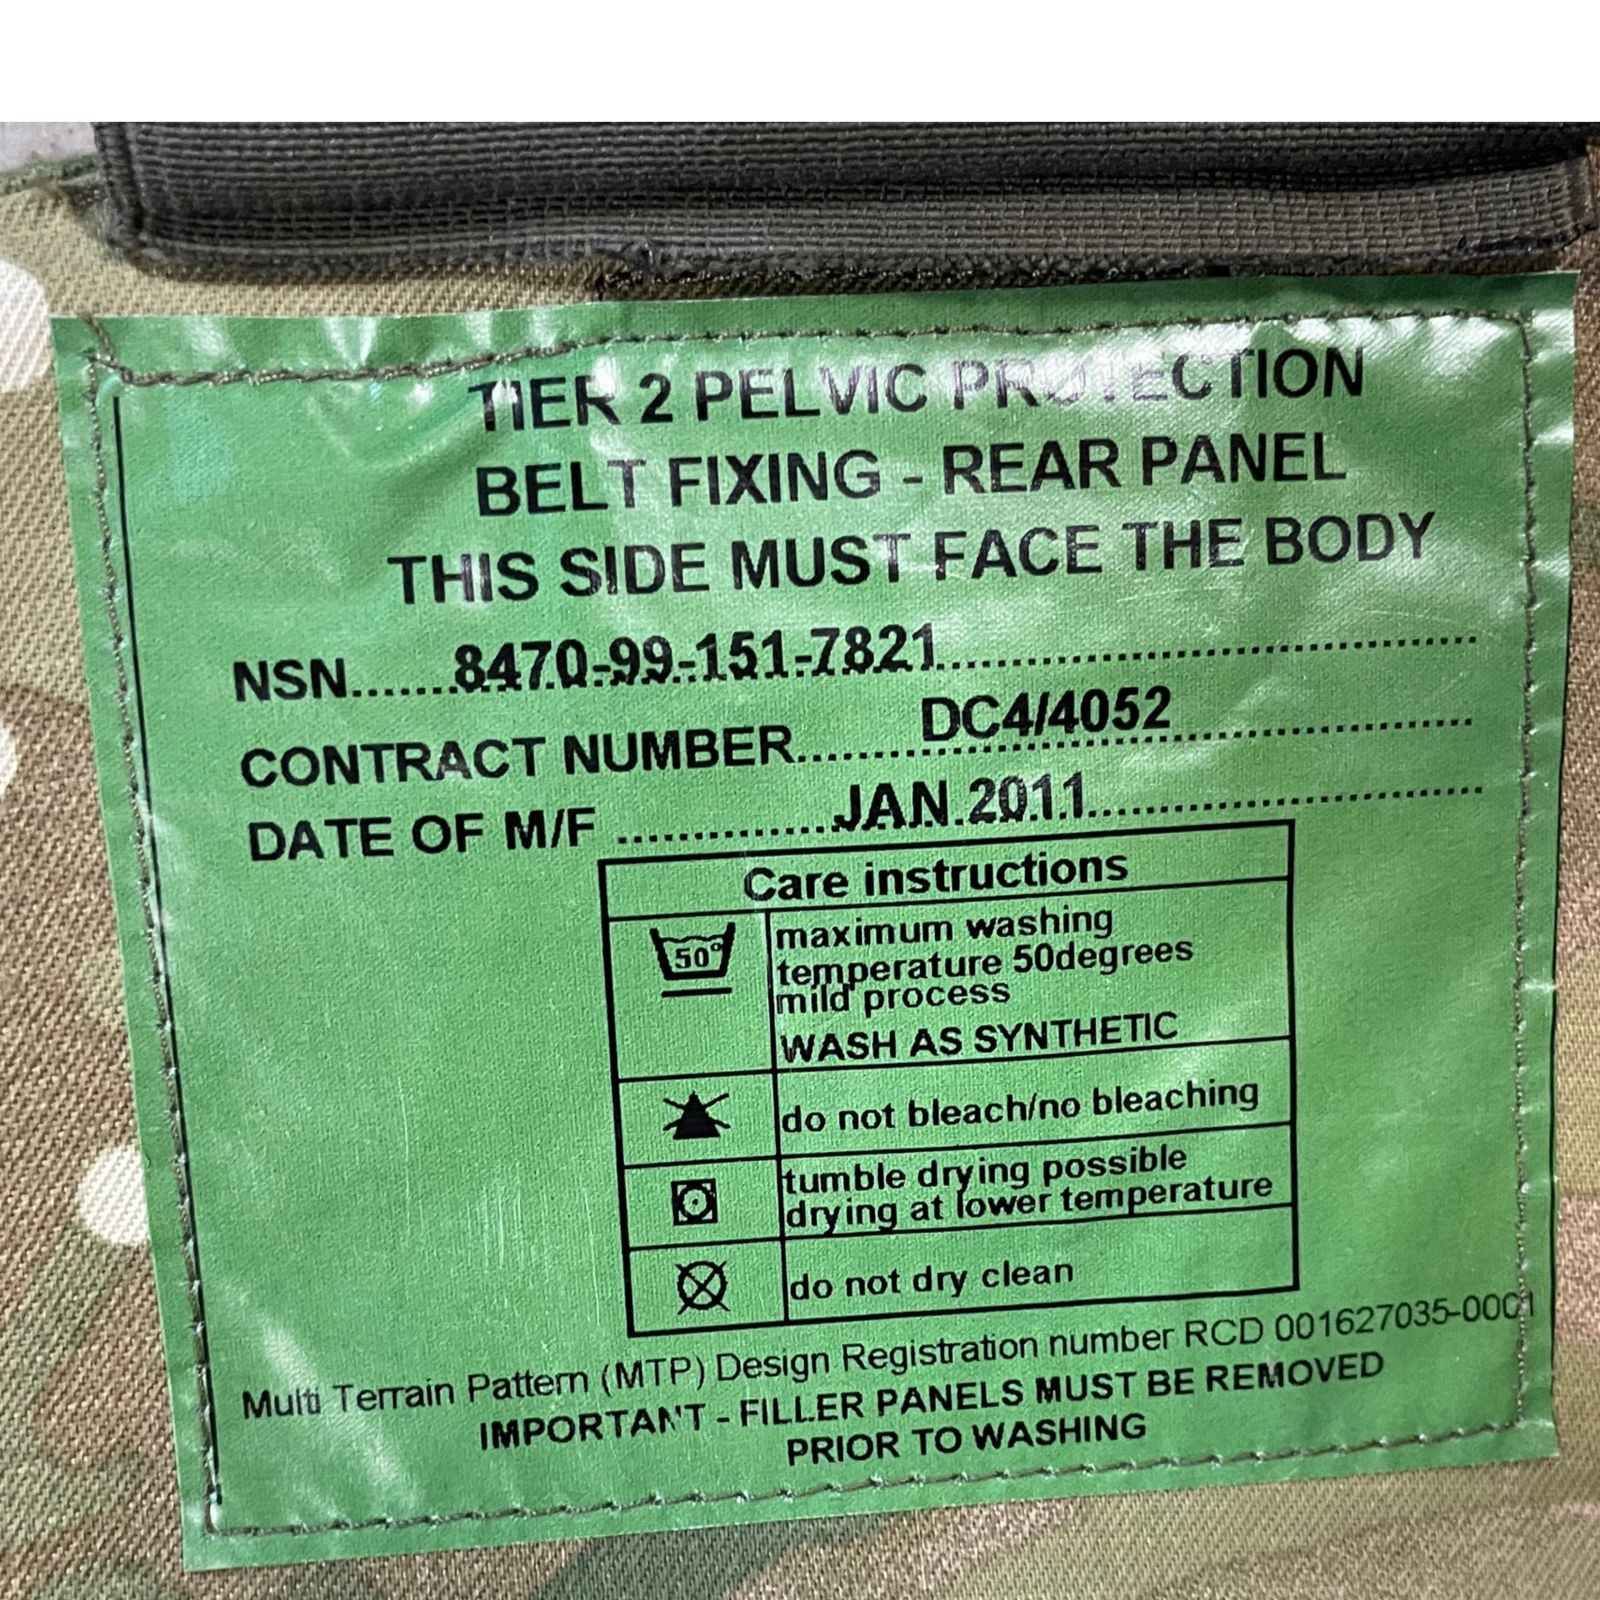 TIER 2 PELVIC PROTECTION
BELT FIXING - REAR PANEL
THIS SIDE MUST FACE THE BODY
NSN.......8470-99-151-7821..................................
CONTRACT NUMBER..........DC4/4052....................
DATE OF M/F ..............JAN 2011..........................
Care instructions
50°
maximum washing
temperature 50degrees
mild process
WASH AS SYNTHETIC
do not bleach/no bleaching
tumble drying possible
drying at lower temperature
do not dry clean
Multi Terrain Pattern (MTP) Design Registration number RCD 001627035-0001
IMPORTANT - FILLER PANELS MUST BE REMOVED
PRIOR TO WASHING